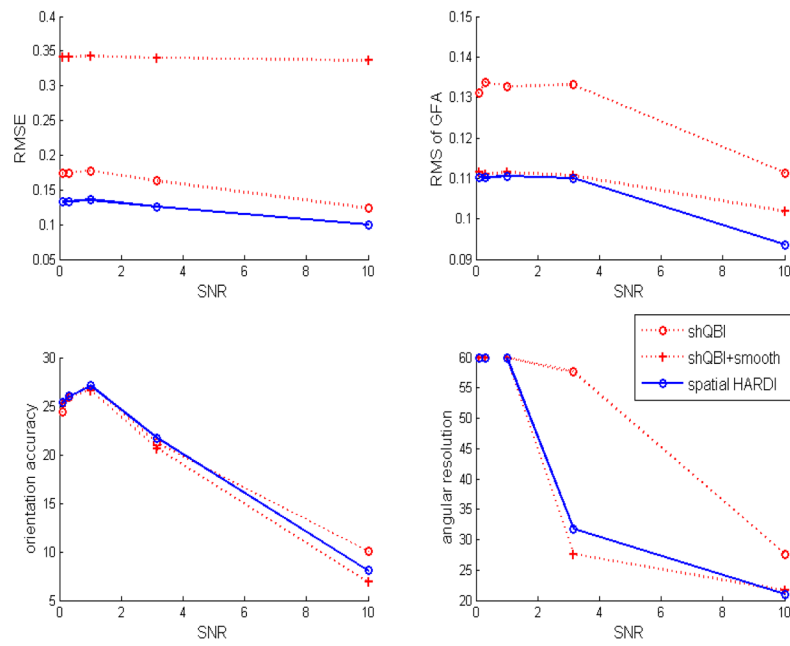 0.4
0.35
0.3
0.25
0.2
0.15
0.1
0.05
RMSE
0 2 4 6 8 10
SNR
0.15
0.14
0.13
0.12
0.11
0.1
0.09
RMS of GFA
0 2 4 6 8 10
SNR
30
25
20
15
10
5
orientation accuracy
0 2 4 6 8 10
SNR
60
55
50
45
40
35
30
25
20
angular resolution
0 2 4 6 8 10
SNR
shQBI
shQBI+smooth
spatial HARDI